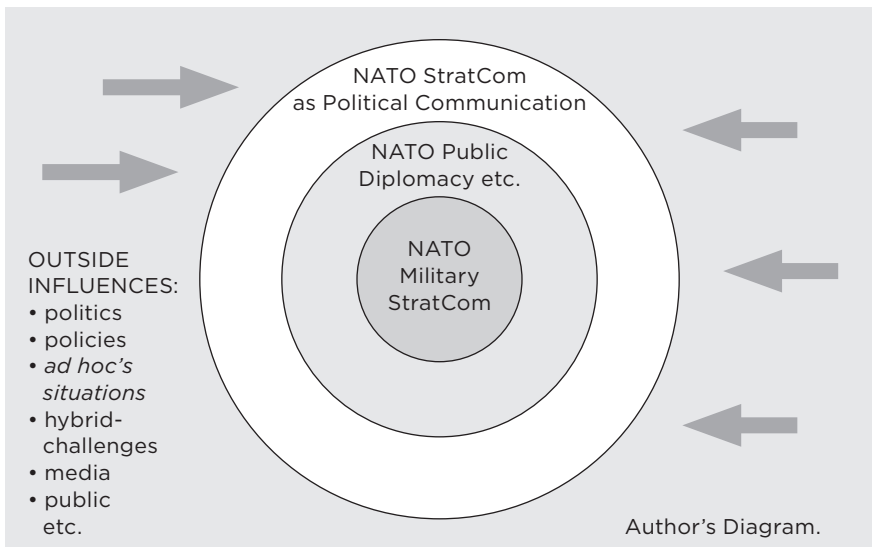 NATO StratCom
as Political Communication
NATO Public
Diplomacy etc.
NATO
Military
StratCom
OUTSIDE
INFLUENCES:
• politics
• policies
• ad hoc’s
situations
• hybrid-
challenges
• media
• public
etc.
Author’s Diagram.